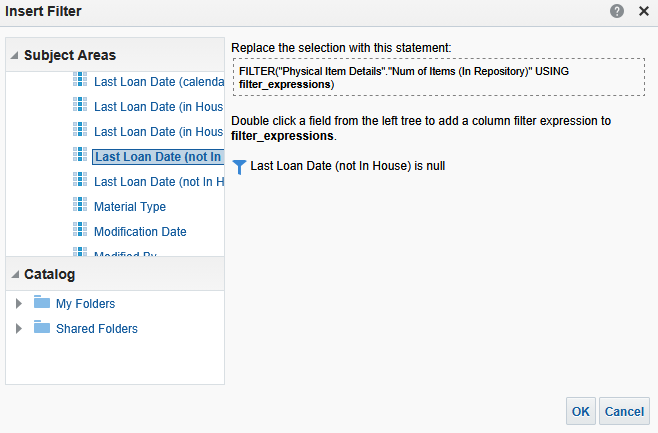 Insert Filter
Subject Areas
Last Loan Date (calenda
Last Loan Date (in Hous
Last Loan Date (in Hous
Last Loan Date (not In
Last Loan Date (not In H
Material Type
Modification Date
Modified By
Catalog
My Folders
Shared Folders
Replace the selection with this statement:
FILTER("Physical Item Details"."Num of Items (In Repository)" USING
filter_expressions)
Double click a field from the left tree to add a column filter expression to
filter_expressions.
Last Loan Date (not In House) is null
OK
Cancel